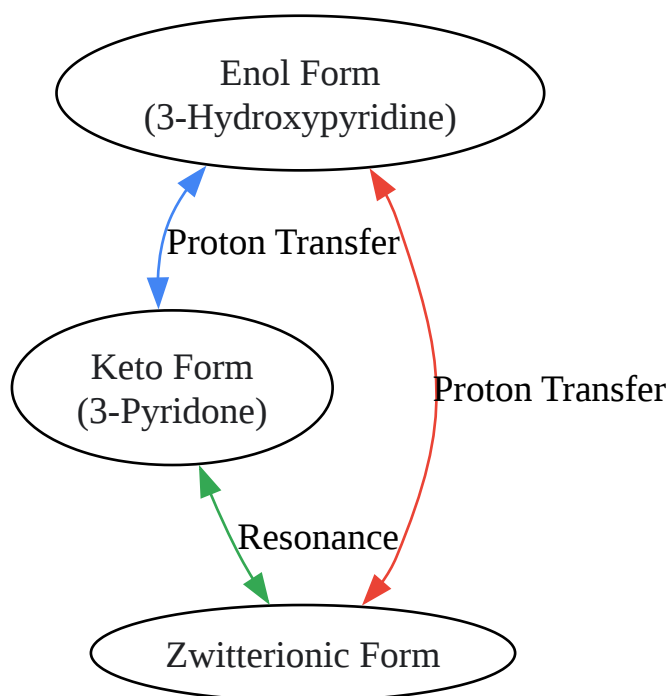 Enol Form
(3-Hydroxypyridine)
Proton Transfer
Keto Form
(3-Pyridone)
Proton Transfer
Resonance
Zwitterionic Form